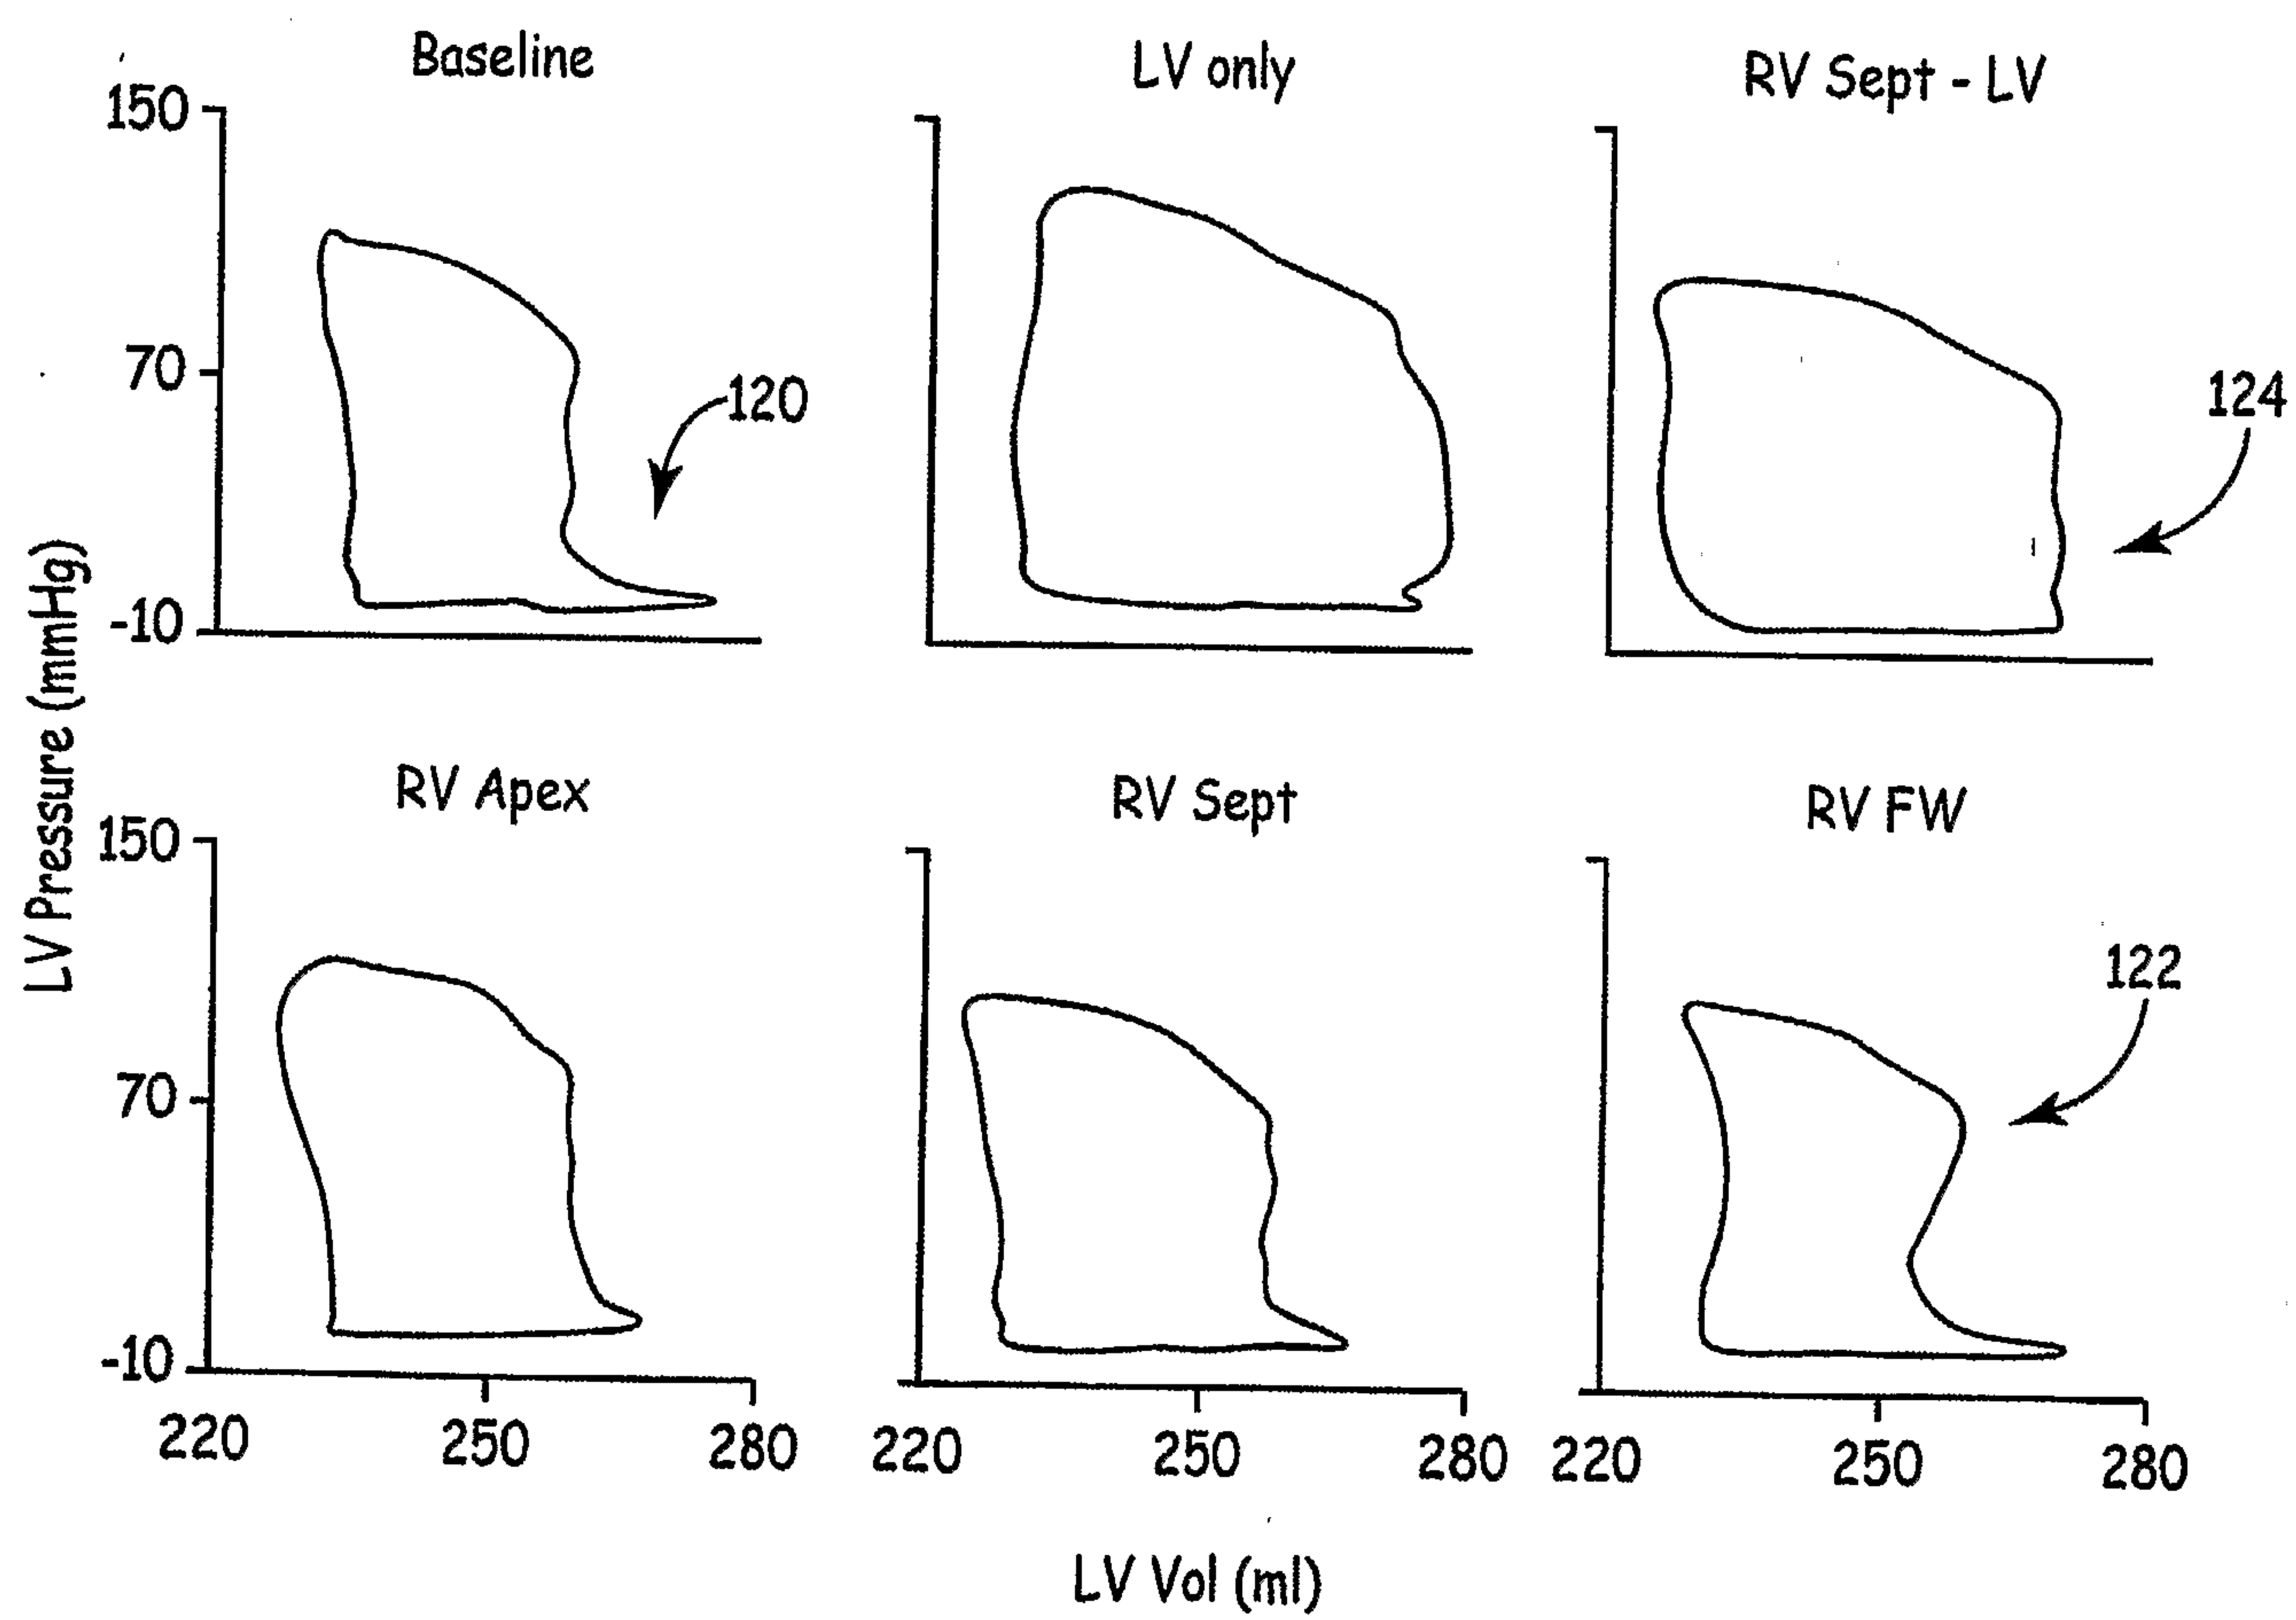 Baseline
LV only
RV Sept - LV
150
70
-10
120
124
LV Pressure (mmHg)
RV Apex
RV Sept
RV FW
150
70
-10
122
220
250
280
220
250
280
220
250
280
LV Vol (ml)